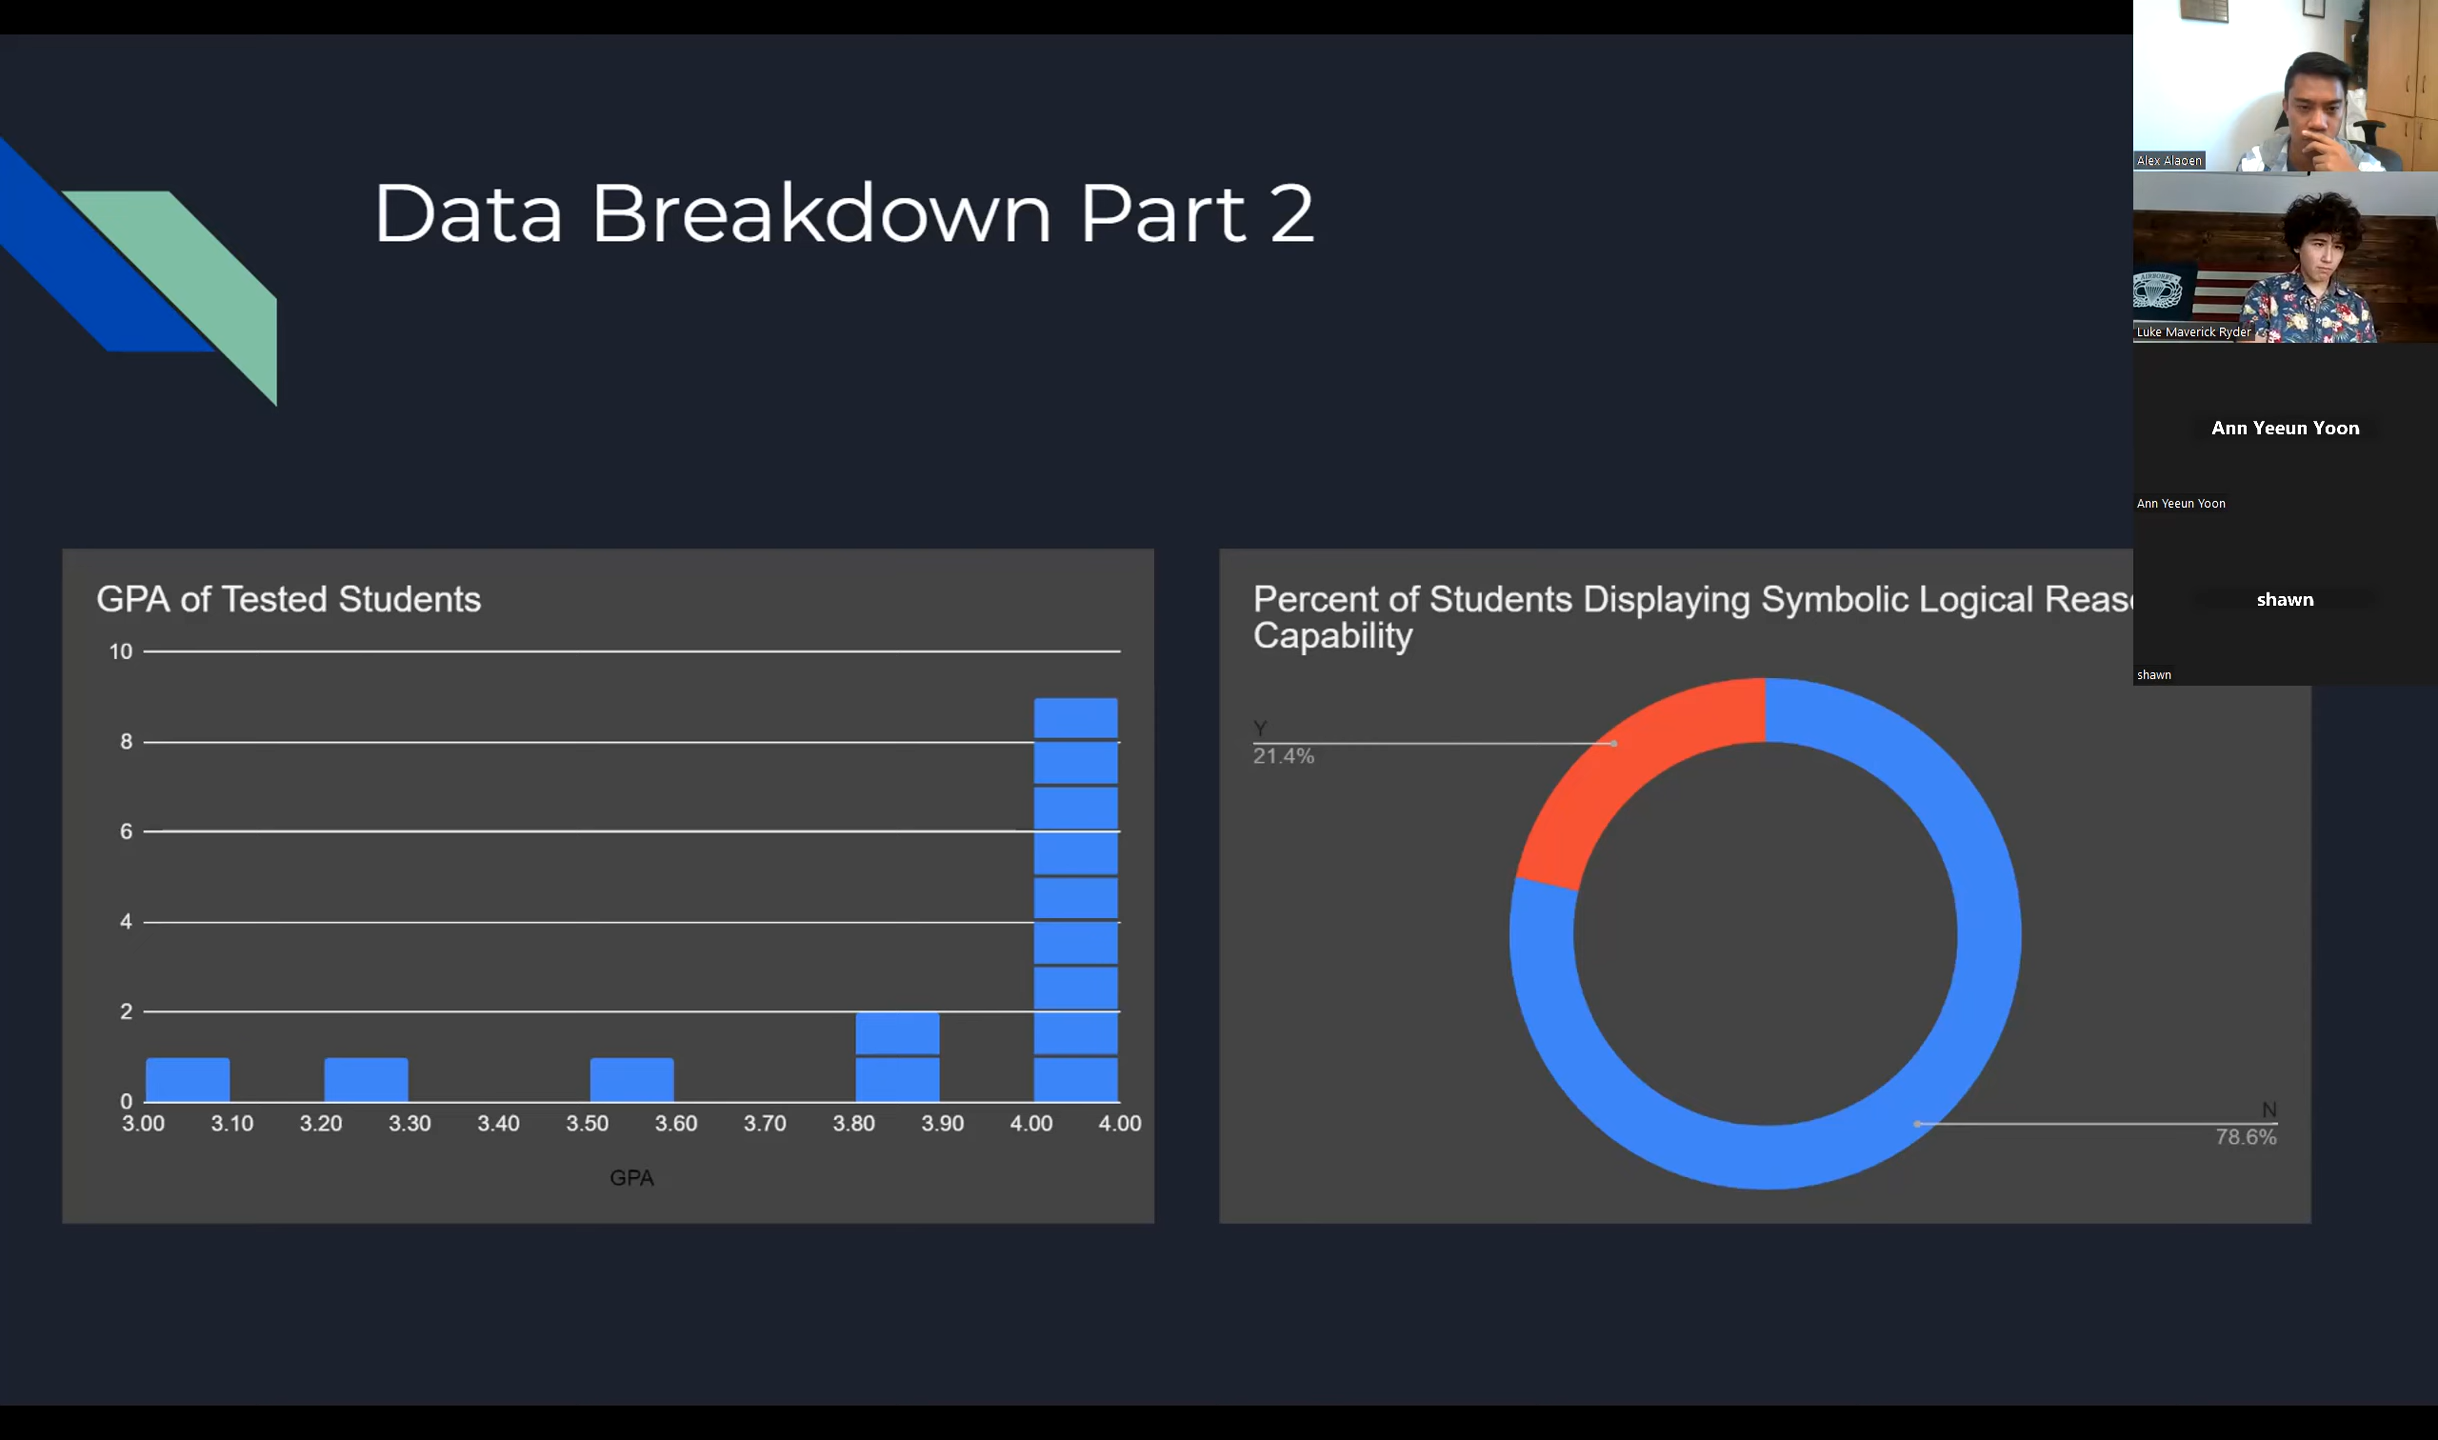 Data Breakdown Part 2
GPA of Tested Students
10
8
6
4
2
0
3.00 3.10 3.20 3.30 3.40 3.50 3.60 3.70 3.80 3.90 4.00 4.00
GPA
Percent of Students Displaying Symbolic Logical
Capability
Y
21.4%
N
78.6%
Alex Alaoen
AIRBORNE
Luke Maverick Ryder
Ann Yeeun Yoon
Ann Yeeun Yoon
shawn
shawn